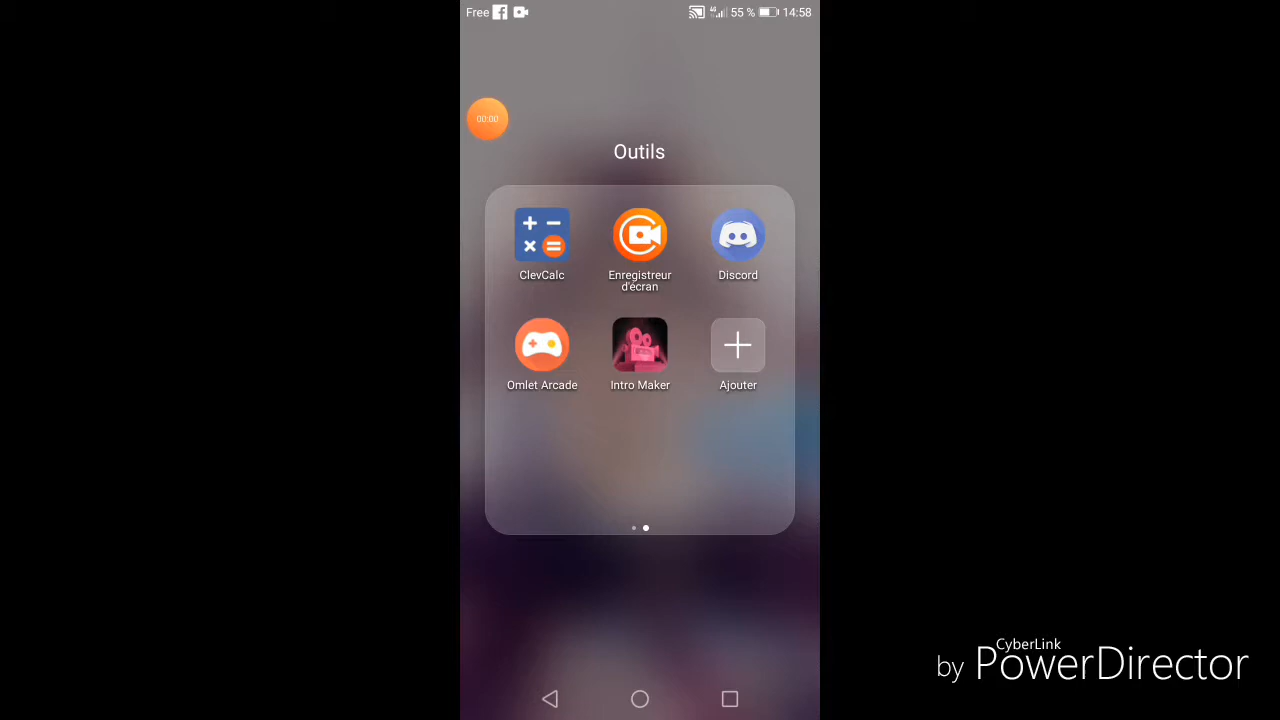 Free 4G 55 % 14:58
00:00
Outils
ClevCalc
Enregistreur
d'écran
Discord
Omlet Arcade
Intro Maker
Ajouter
CyberLink
by PowerDirector